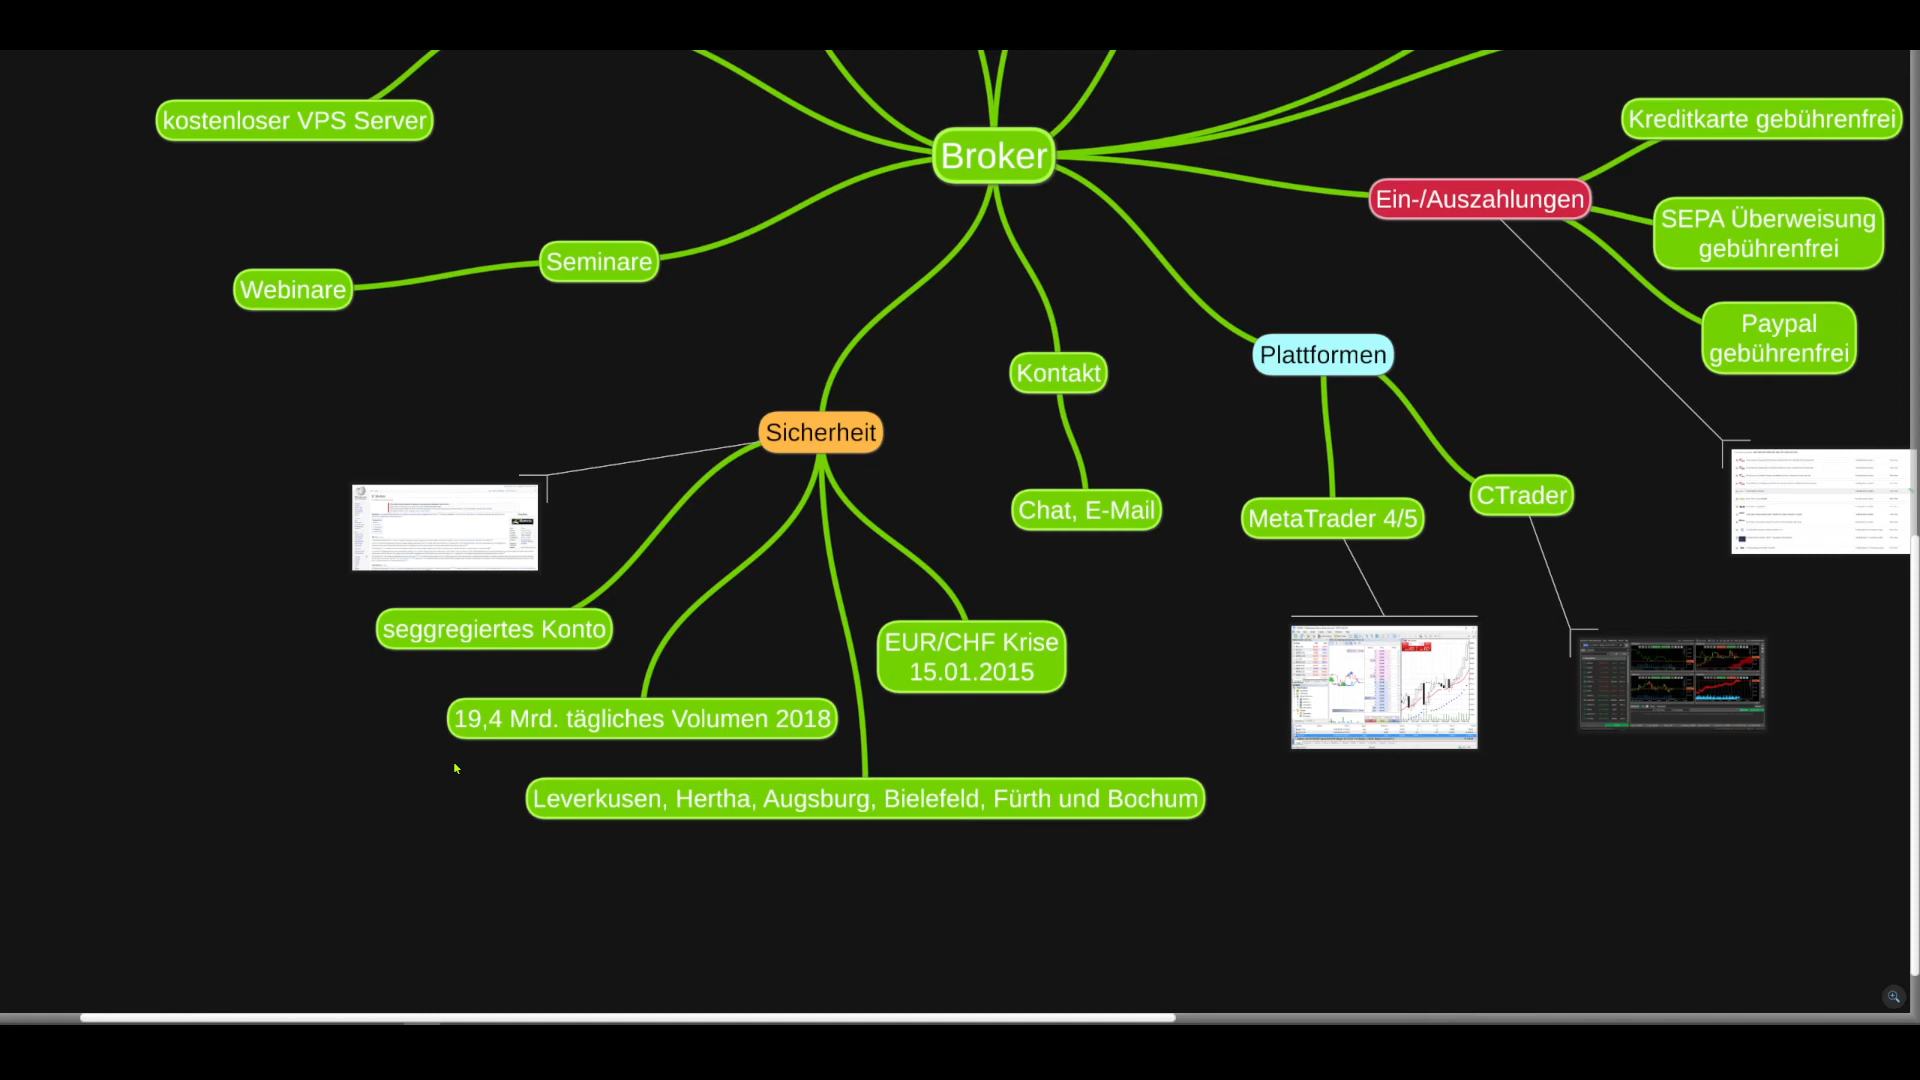 kostenloser VPS Server
Broker
Kreditkarte gebührenfrei
Ein-/Auszahlungen
SEPA Überweisung
gebührenfrei
Seminare
Webinare
Paypal
gebührenfrei
Plattformen
Kontakt
Sicherheit
CTrader
Chat, E-Mail
MetaTrader 4/5
seggregiertes Konto
EUR/CHF Krise
15.01.2015
19,4 Mrd. tägliches Volumen 2018
Leverkusen, Hertha, Augsburg, Bielefeld, Fürth und Bochum